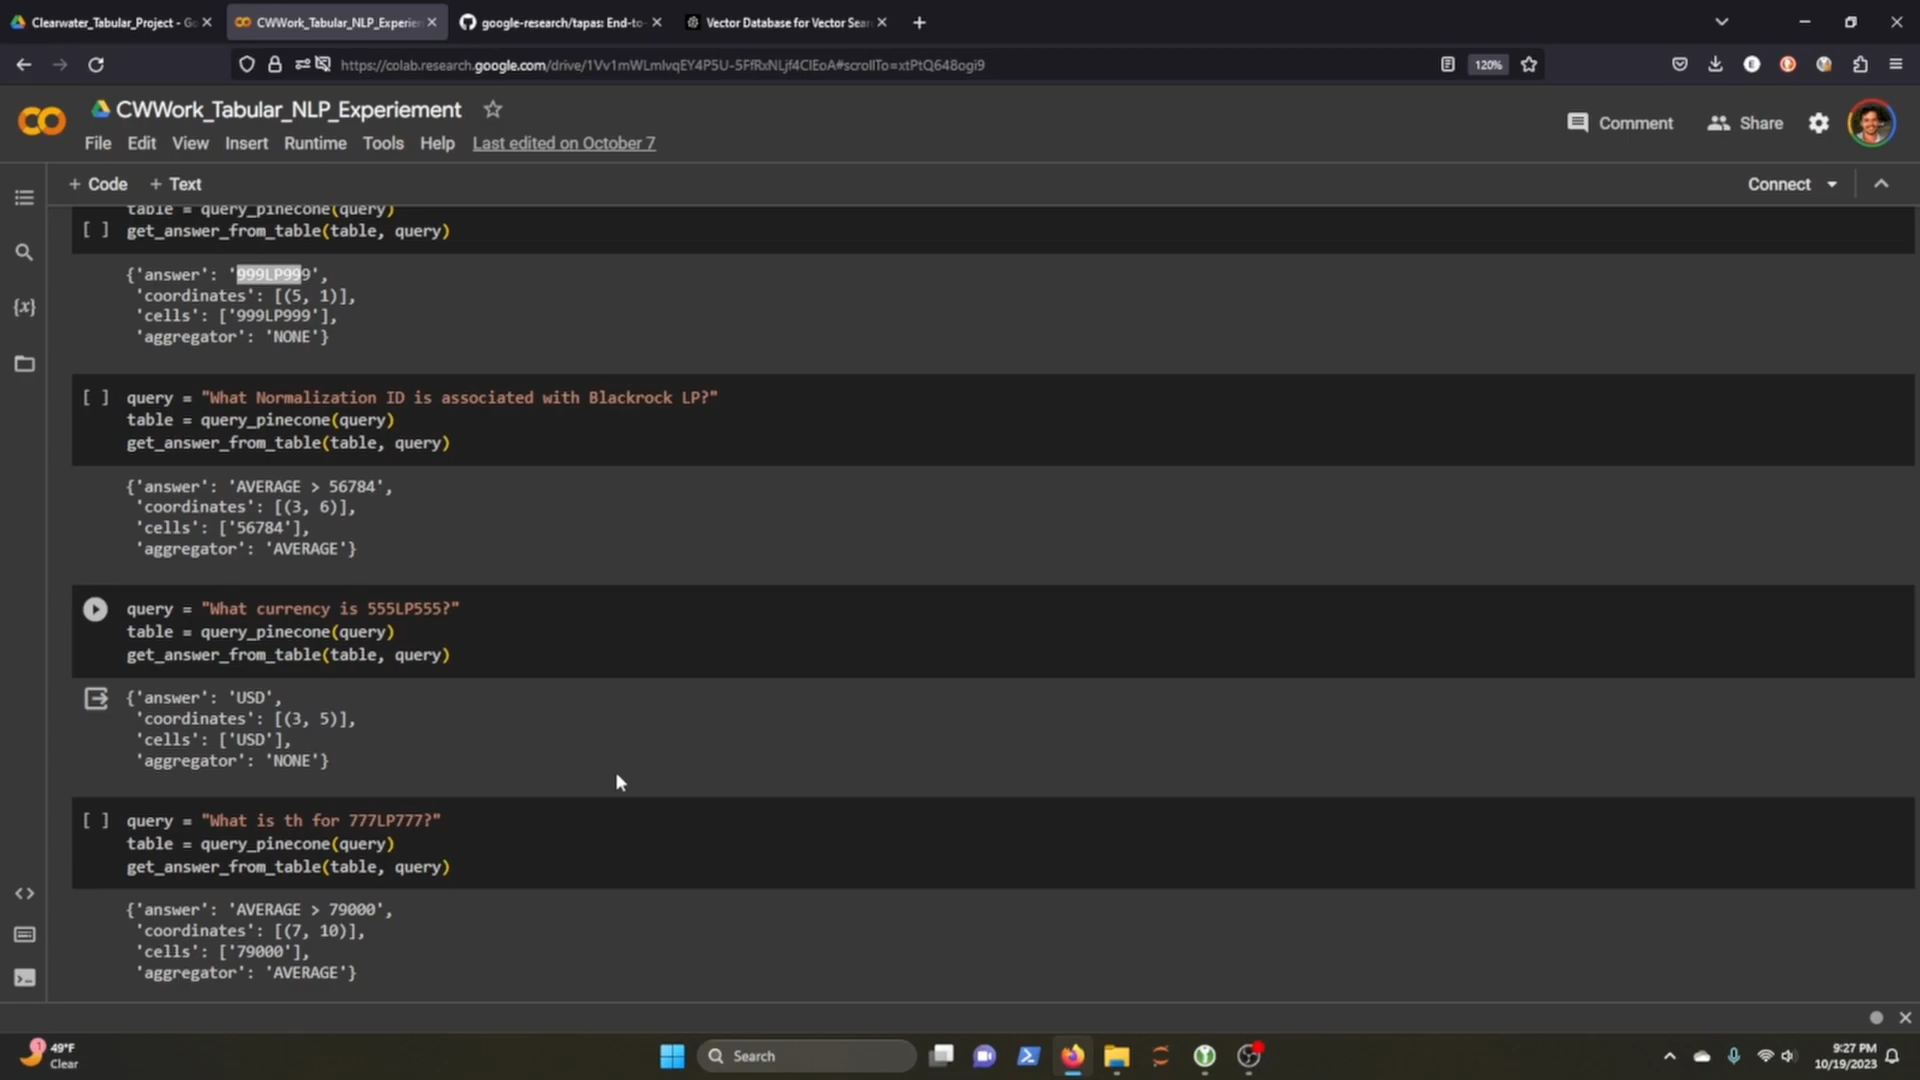 Clearwater_Tabular_Project - Go
CWWork_Tabular_NLP_Experie
google-research/tapas: End-to-
Vector Database for Vector Sear
https://colab.research.google.com/drive/1Vv1mWLmIvqEY4P5U-5FfRxNLjf4CIEoA#scrollTo=xtPtQ648ogi9
120%
CWWork_Tabular_NLP_Experiement
Comment
Share
File Edit View Insert Runtime Tools Help Last edited on October 7
+ Code + Text
Connect
table = query_pinecone(query)
[ ] get_answer_from_table(table, query)
{'answer': '999LP999',
'coordinates': [(5, 1)],
'cells': ['999LP999'],
'aggregator': 'NONE'}
[ ] query = "What Normalization ID is associated with Blackrock LP?"
table = query_pinecone(query)
get_answer_from_table(table, query)
{'answer': 'AVERAGE > 56784',
'coordinates': [(3, 6)],
'cells': ['56784'],
'aggregator': 'AVERAGE'}
query = "What currency is 555LP555?"
table = query_pinecone(query)
get_answer_from_table(table, query)
{'answer': 'USD',
'coordinates': [(3, 5)],
'cells': ['USD'],
'aggregator': 'NONE'}
[ ] query = "What is th for 777LP777?"
table = query_pinecone(query)
get_answer_from_table(table, query)
{'answer': 'AVERAGE > 79000',
'coordinates': [(7, 10)],
'cells': ['79000'],
'aggregator': 'AVERAGE'}
1
49°F
Clear
Search
9:27 PM
10/19/2023